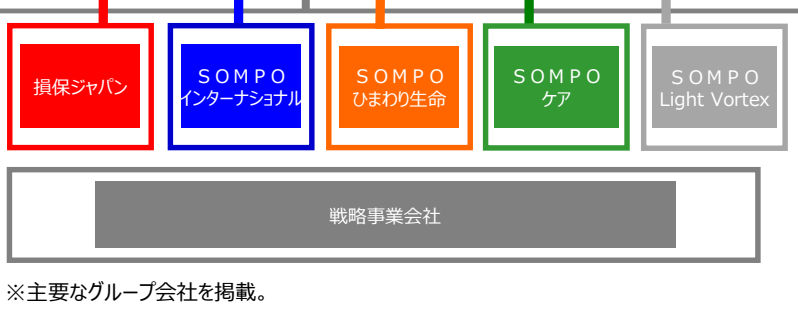 損保ジャパン
ＳＯＭＰＯ
インターナショナル
ＳＯＭＰＯ
ひまわり生命
ＳＯＭＰＯ
ケア
ＳＯＭＰＯ
Light Vortex
戦略事業会社
※主要なグループ会社を掲載。